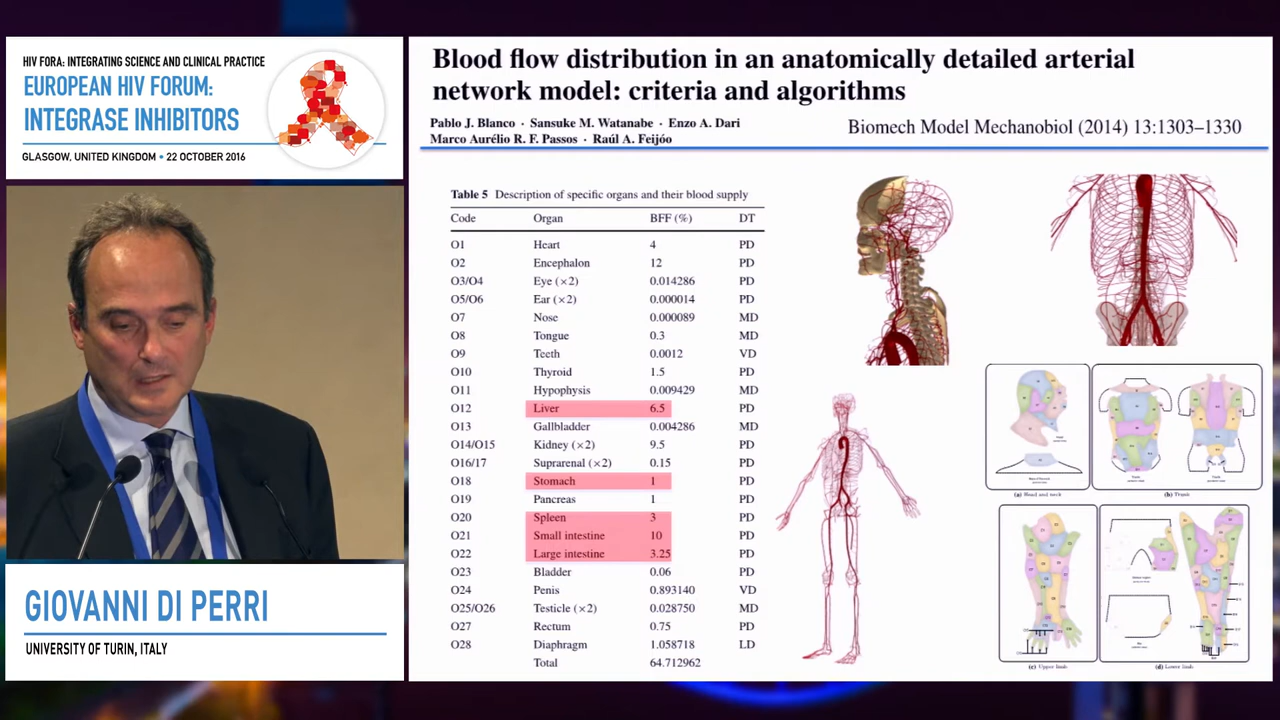 HIV FORA: INTEGRATING SCIENCE AND CLINICAL PRACTICE
EUROPEAN HIV FORUM:
INTEGRASE INHIBITORS
GLASGOW, UNITED KINGDOM • 22 OCTOBER 2016
GIOVANNI DI PERRI
UNIVERSITY OF TURIN, ITALY
Blood flow distribution in an anatomically detailed arterial
network model: criteria and algorithms
Pablo J. Blanco · Sansuke M. Watanabe · Enzo A. Dari
Marco Aurélio R. F. Passos · Raúl A. Feijóo
Biomech Model Mechanobiol (2014) 13:1303–1330
Table 5 Description of specific organs and their blood supply
Code Organ BFF (%) DT
O1 Heart 4 PD
O2 Encephalon 12 PD
O3/O4 Eye (×2) 0.014286 PD
O5/O6 Ear (×2) 0.000014 PD
O7 Nose 0.000089 MD
O8 Tongue 0.3 MD
O9 Teeth 0.0012 VD
O10 Thyroid 1.5 PD
O11 Hypophysis 0.009429 MD
O12 Liver 6.5 PD
O13 Gallbladder 0.004286 MD
O14/O15 Kidney (×2) 9.5 PD
O16/17 Suprarenal (×2) 0.15 PD
O18 Stomach 1 PD
O19 Pancreas 1 PD
O20 Spleen 3 PD
O21 Small intestine 10 PD
O22 Large intestine 3.25 PD
O23 Bladder 0.06 PD
O24 Penis 0.893140 VD
O25/O26 Testicle (×2) 0.028750 MD
O27 Rectum 0.75 PD
O28 Diaphragm 1.058718 LD
Total 64.712962
(a) Head and neck
(b) Trunk
(c) Upper limb
(d) Lower limb